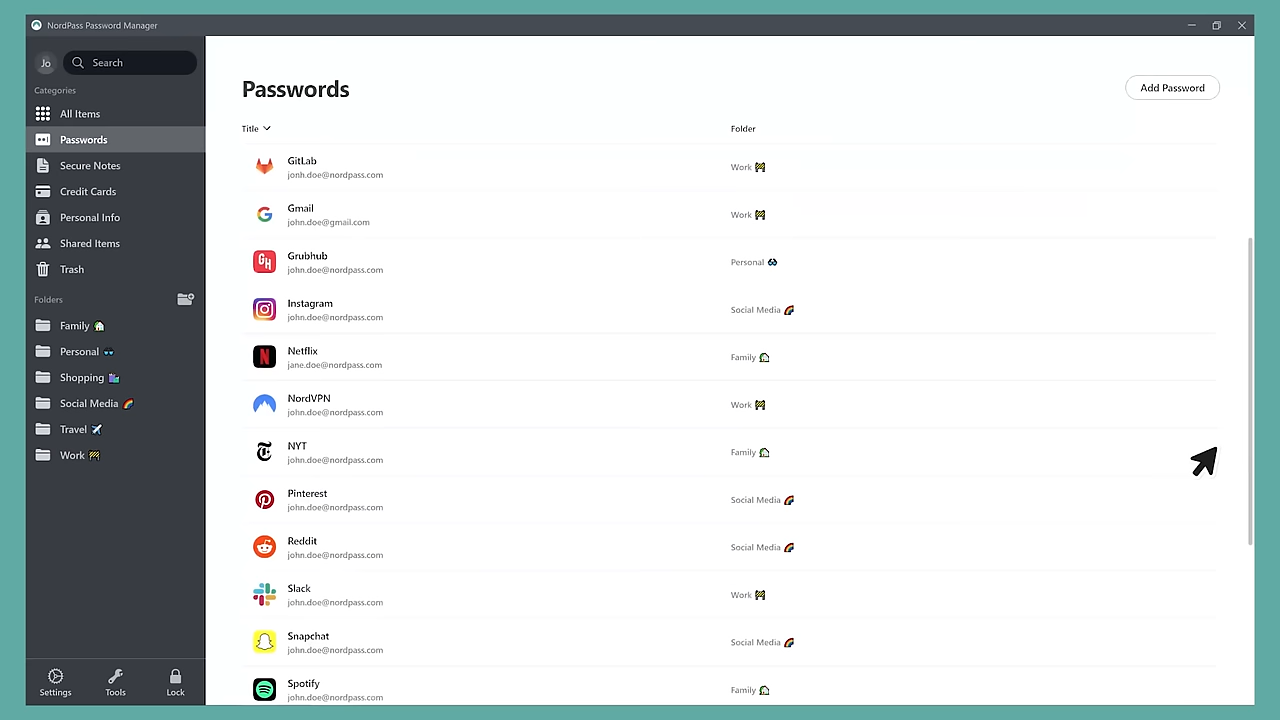 NordPass Password Manager
Jo
Search
Categories
All Items
Passwords
Secure Notes
Credit Cards
Personal Info
Shared Items
Trash
Folders
Family
Personal
Shopping
Social Media
Travel
Work
Settings
Tools
Lock
Passwords
Add Password
Title
Folder
GitLab
jonh.doe@nordpass.com
Work
Gmail
john.doe@gmail.com
Work
GH
Grubhub
john.doe@nordpass.com
Personal
Instagram
john.doe@nordpass.com
Social Media
N
Netflix
jane.doe@nordpass.com
Family
NordVPN
john.doe@nordpass.com
Work
NYT
john.doe@nordpass.com
Family
Pinterest
john.doe@nordpass.com
Social Media
Reddit
john.doe@nordpass.com
Social Media
Slack
john.doe@nordpass.com
Work
Snapchat
john.doe@nordpass.com
Social Media
Spotify
john.doe@nordpass.com
Family